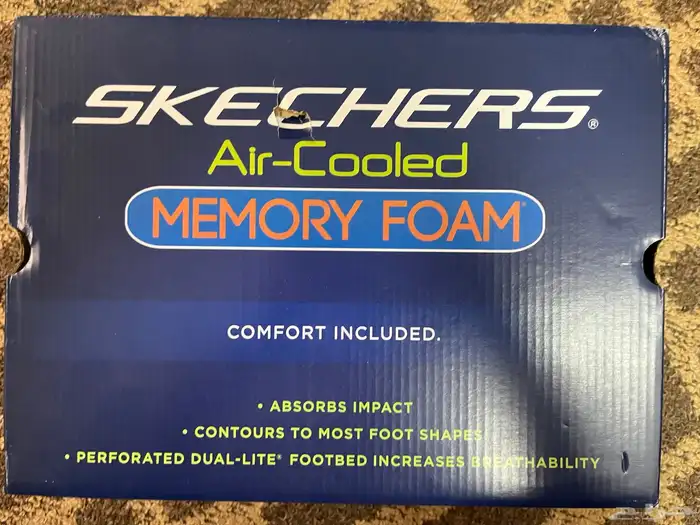 SKECHERS®
Air-Cooled
MEMORY FOAM®
COMFORT INCLUDED.
• ABSORBS IMPACT
• CONTOURS TO MOST FOOT SHAPES
• PERFORATED DUAL-LITE® FOOTBED INCREASES BREATHABILITY